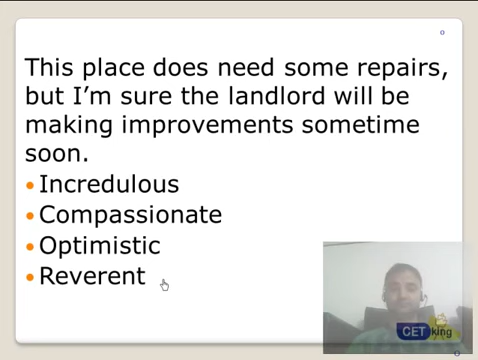 This place does need some repairs,
but I’m sure the landlord will be
making improvements sometime
soon.
Incredulous
Compassionate
Optimistic
Reverent
CET king